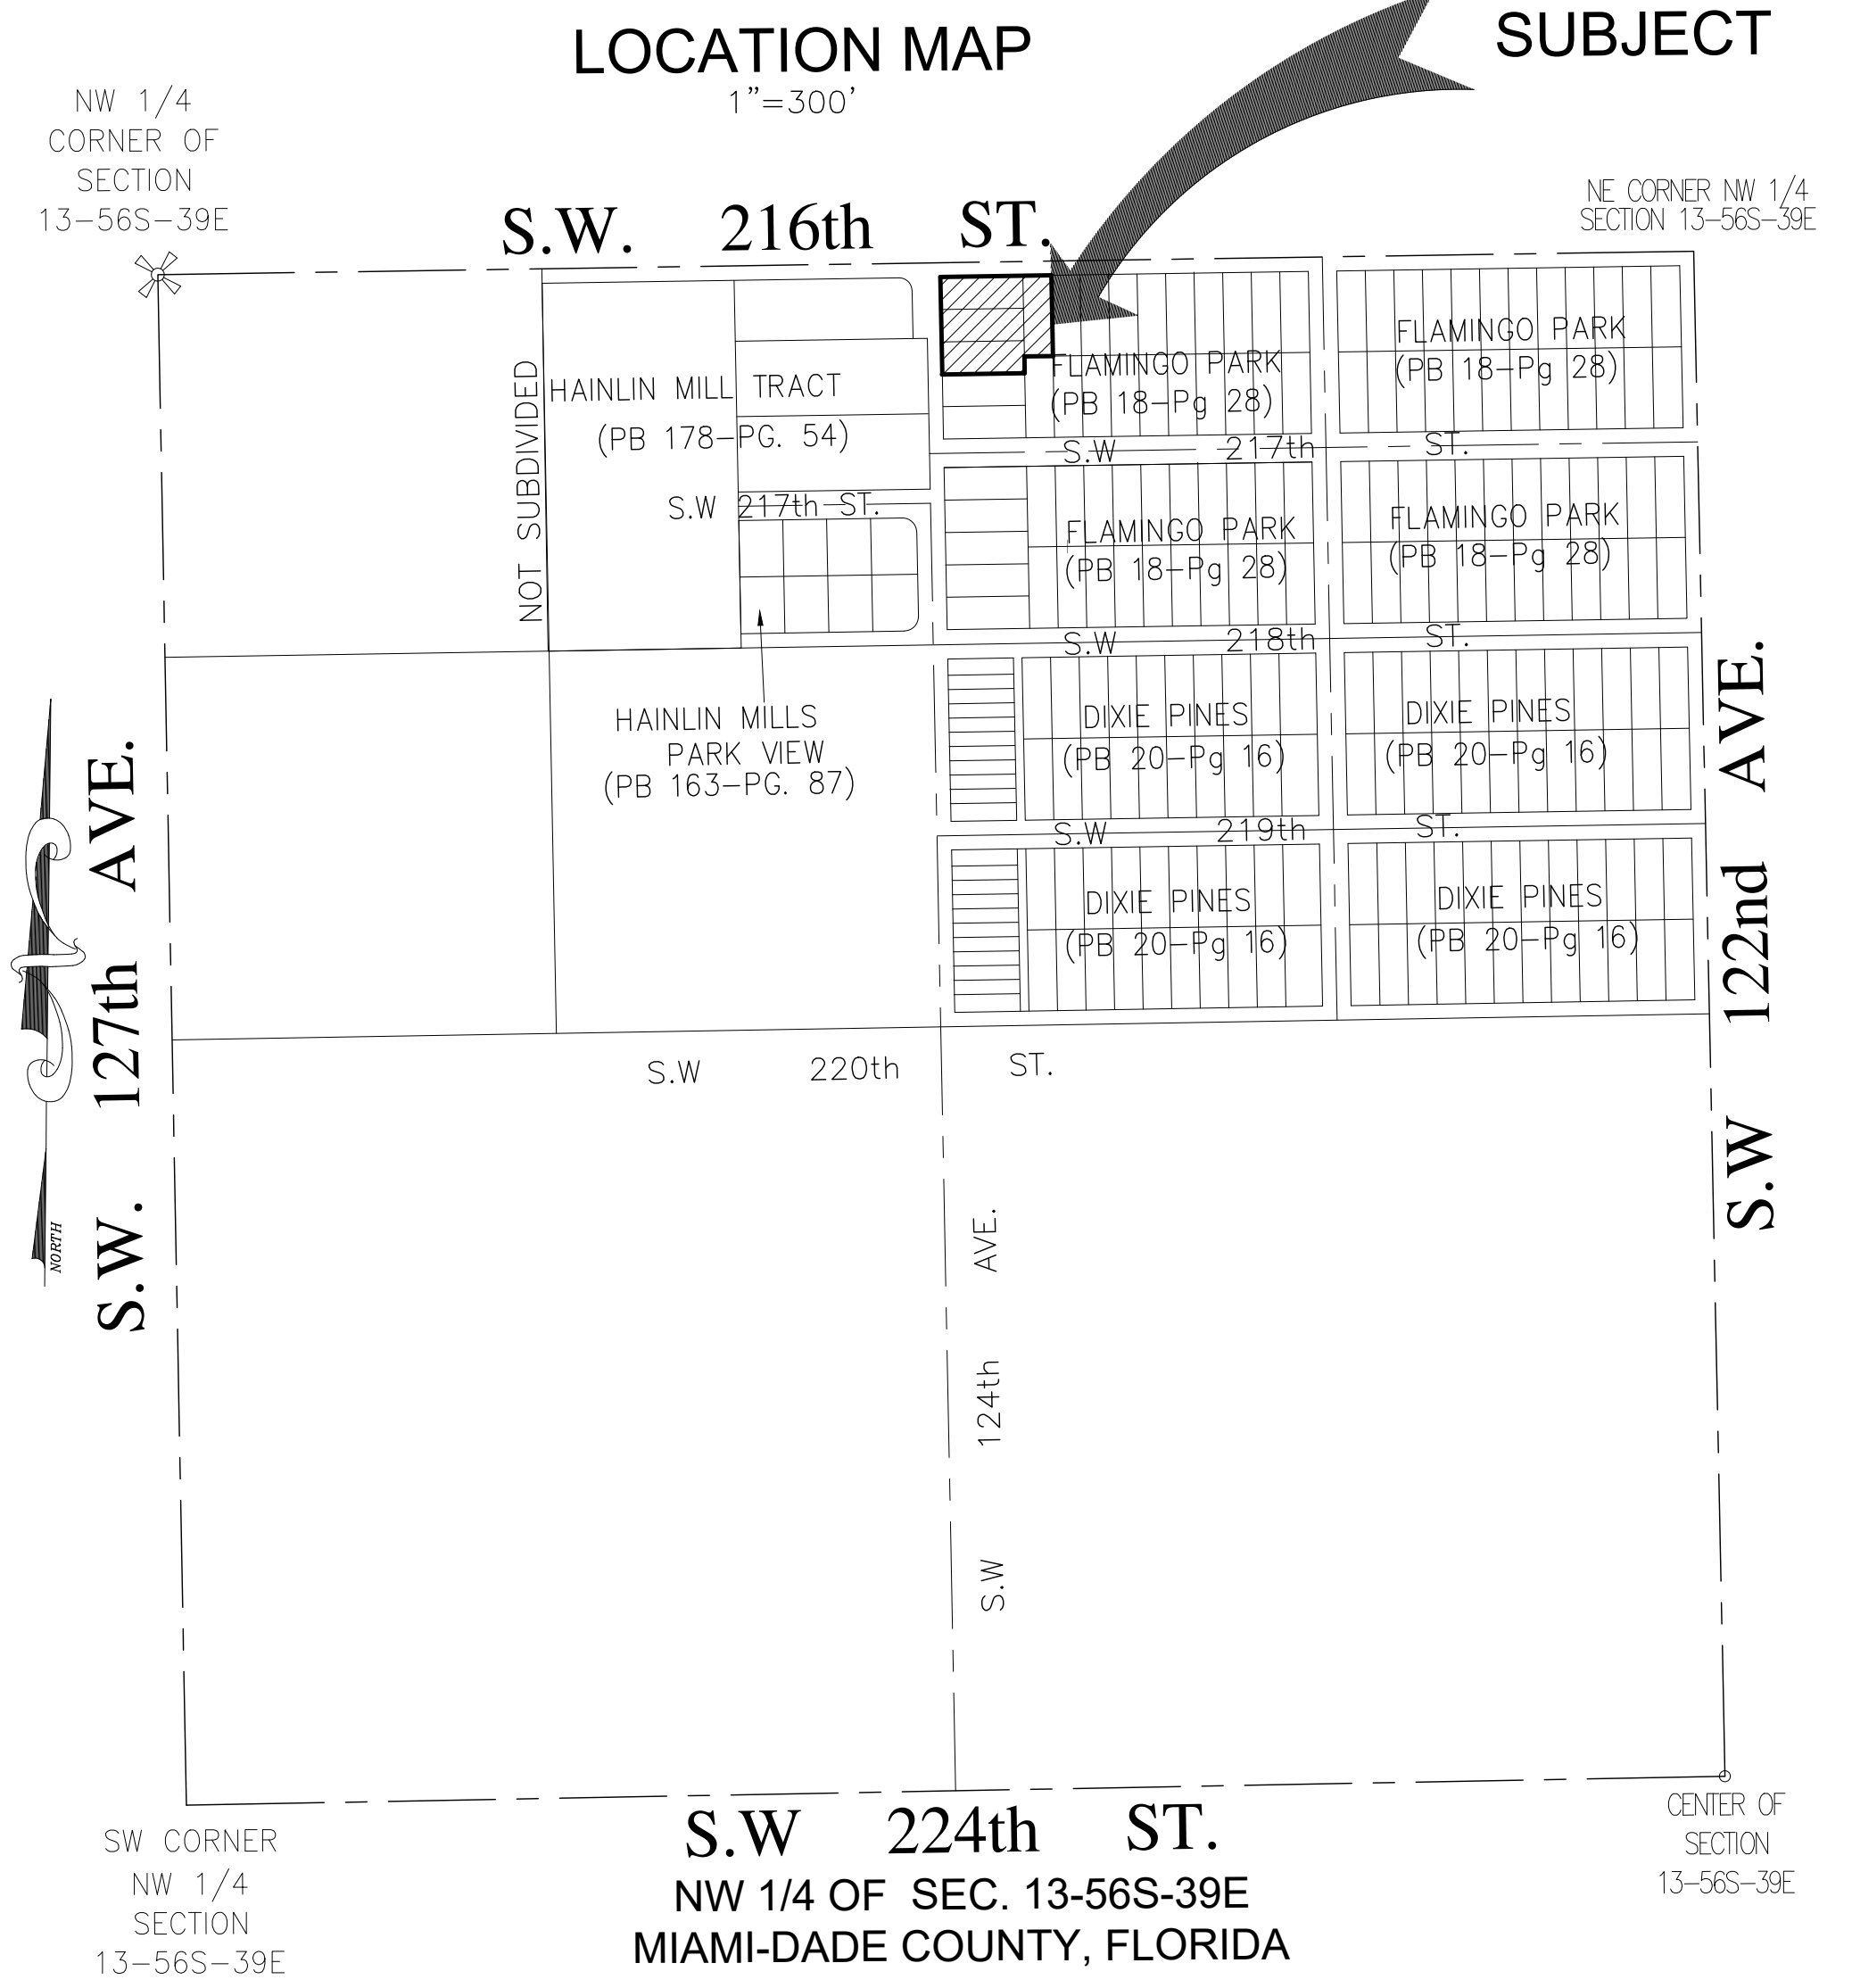 LOCATION MAP
1"=300'
SUBJECT
NW 1/4
CORNER OF
SECTION
13-56S-39E
NE CORNER NW 1/4
SECTION 13-56S-39E
S.W. 216th ST.
NOT SUBDIVIDED
HAINLIN MILL TRACT
(PB 178-PG. 54)
FLAMINGO PARK
(PB 18-Pg 28)
FLAMINGO PARK
(PB 18-Pg 28)
S.W 217th ST.
S.W 217th ST.
FLAMINGO PARK
(PB 18-Pg 28)
FLAMINGO PARK
(PB 18-Pg 28)
S.W 218th ST.
HAINLIN MILLS
PARK VIEW
(PB 163-PG. 87)
DIXIE PINES
(PB 20-Pg 16)
DIXIE PINES
(PB 20-Pg 16)
S.W 219th ST.
DIXIE PINES
(PB 20-Pg 16)
DIXIE PINES
(PB 20-Pg 16)
S.W 220th ST.
S.W. 127th AVE.
NORTH
S.W 124th AVE.
S.W 122nd AVE.
SW CORNER
NW 1/4
SECTION
13-56S-39E
S.W 224th ST.
NW 1/4 OF SEC. 13-56S-39E
MIAMI-DADE COUNTY, FLORIDA
CENTER OF
SECTION
13-56S-39E